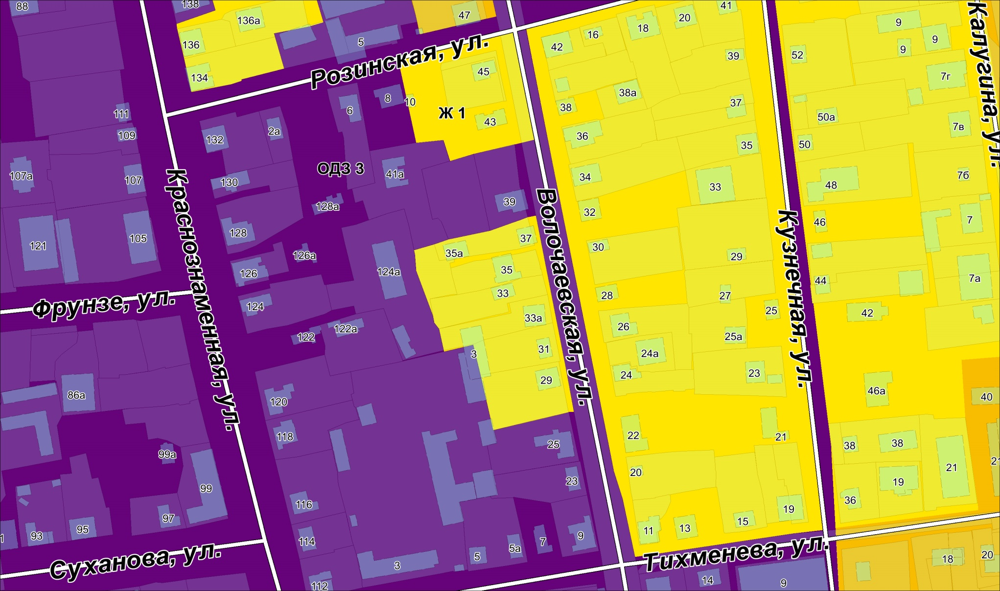 88
138
136а
47
41
20
18
16
42
9
9
9
52
136
5
Розинская, ул.
Калугина, ул.
134
45
39
7г
6
8
10
38а
38
37
111
Ж 1
43
50а
7в
109
132
2а
36
35
50
107а
107
130
ОДЗ 3
41а
34
33
48
7б
128а
39
32
46
7
121
105
128
Краснознаменная, ул.
Волочаевская, ул.
Кузнечная, ул.
37
35а
30
29
126
126а
124а
35
33
28
27
25
44
7а
Фрунзе, ул.
124
33а
26
42
122
122а
25а
3
31
24а
24
23
29
86а
120
46а
40
118
22
21
25
38
38
99а
20
21
21
99
23
19
116
36
19
97
95
93
1
114
9
7
5а
5
11
13
15
Суханова, ул.
Тихменева, ул.
3
18
20
112
14
9